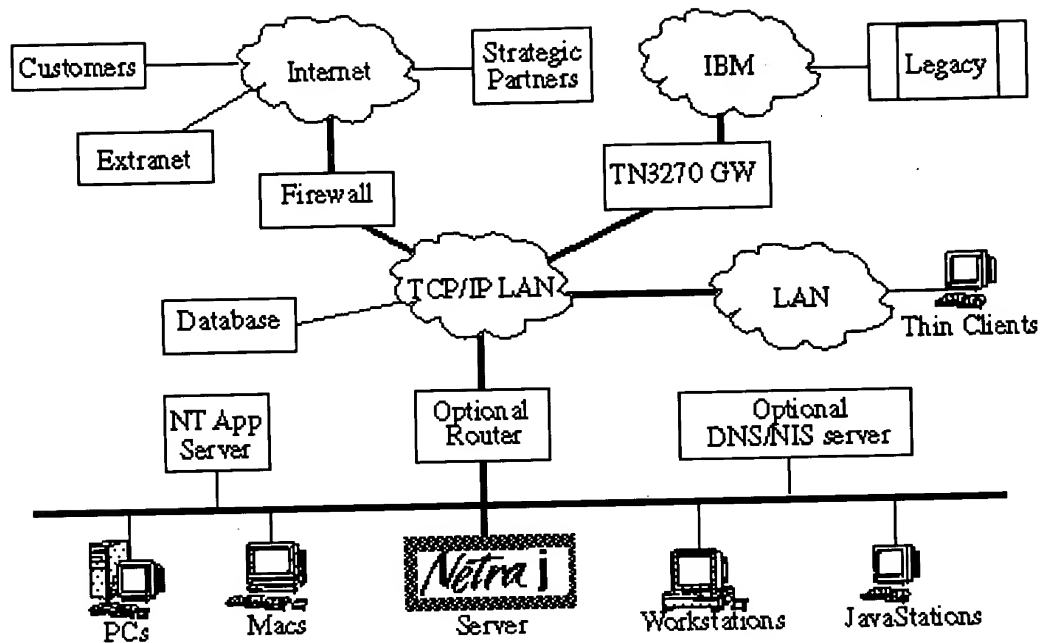 Customers
Internet
Strategic
Partners
IBM
Legacy
Extranet
Firewall
TN3270 GW
TCP/IP LAN
LAN
Database
Thin Clients
NT App
Server
Optional
Router
Optional
DNS/NIS server
Netra j
PCs
Macs
Server
Workstations
JavaStations